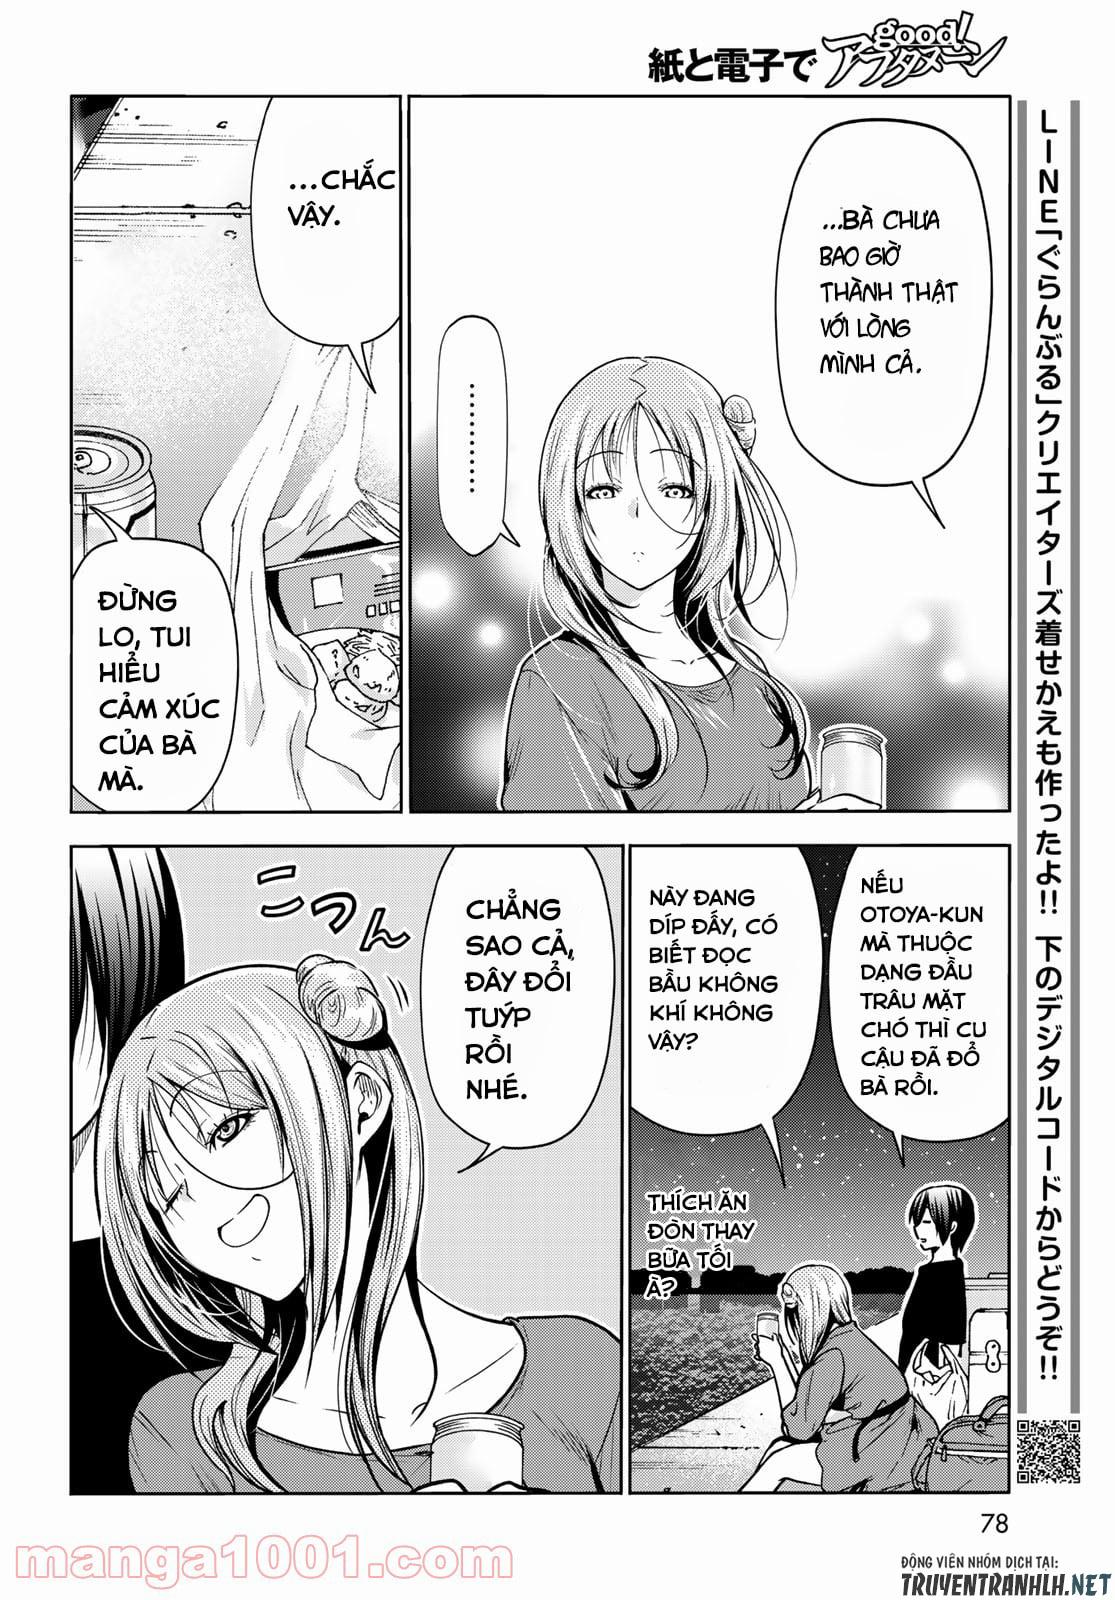 紙と電子で good!アフタヌーン
LINE「ぐらんぶる」クリエイターズ着せかえも作ったよ!! 下のデジタルコードからどうぞ!!
...BÀ CHƯA
BAO GIỜ
THÀNH THẬT
VỚI LÒNG
MÌNH CẢ.
..........
...CHẮC
VẬY.
ĐỪNG
LO, TUI
HIỂU
CẢM XÚC
CỦA BÀ
MÀ.
NẾU
OTOYA-KUN
MÀ THUỘC
DẠNG ĐẦU
TRÂU MẶT
CHÓ THÌ CU
CẬU ĐÃ ĐỔ
BÀ RỒI.
NÀY ĐANG
DÍP ĐẤY, CÓ
BIẾT ĐỌC
BẦU KHÔNG
KHÍ KHÔNG
VẬY?
THÍCH ĂN
ĐÒN THAY
BỮA TỐI
À?
CHẲNG
SAO CẢ,
ĐÂY ĐỔI
TUÝP
RỒI
NHÉ.
こつん
78
manga1001.com
ĐỘNG VIÊN NHÓM DỊCH TẠI:
TRUYENTRANHLH.NET